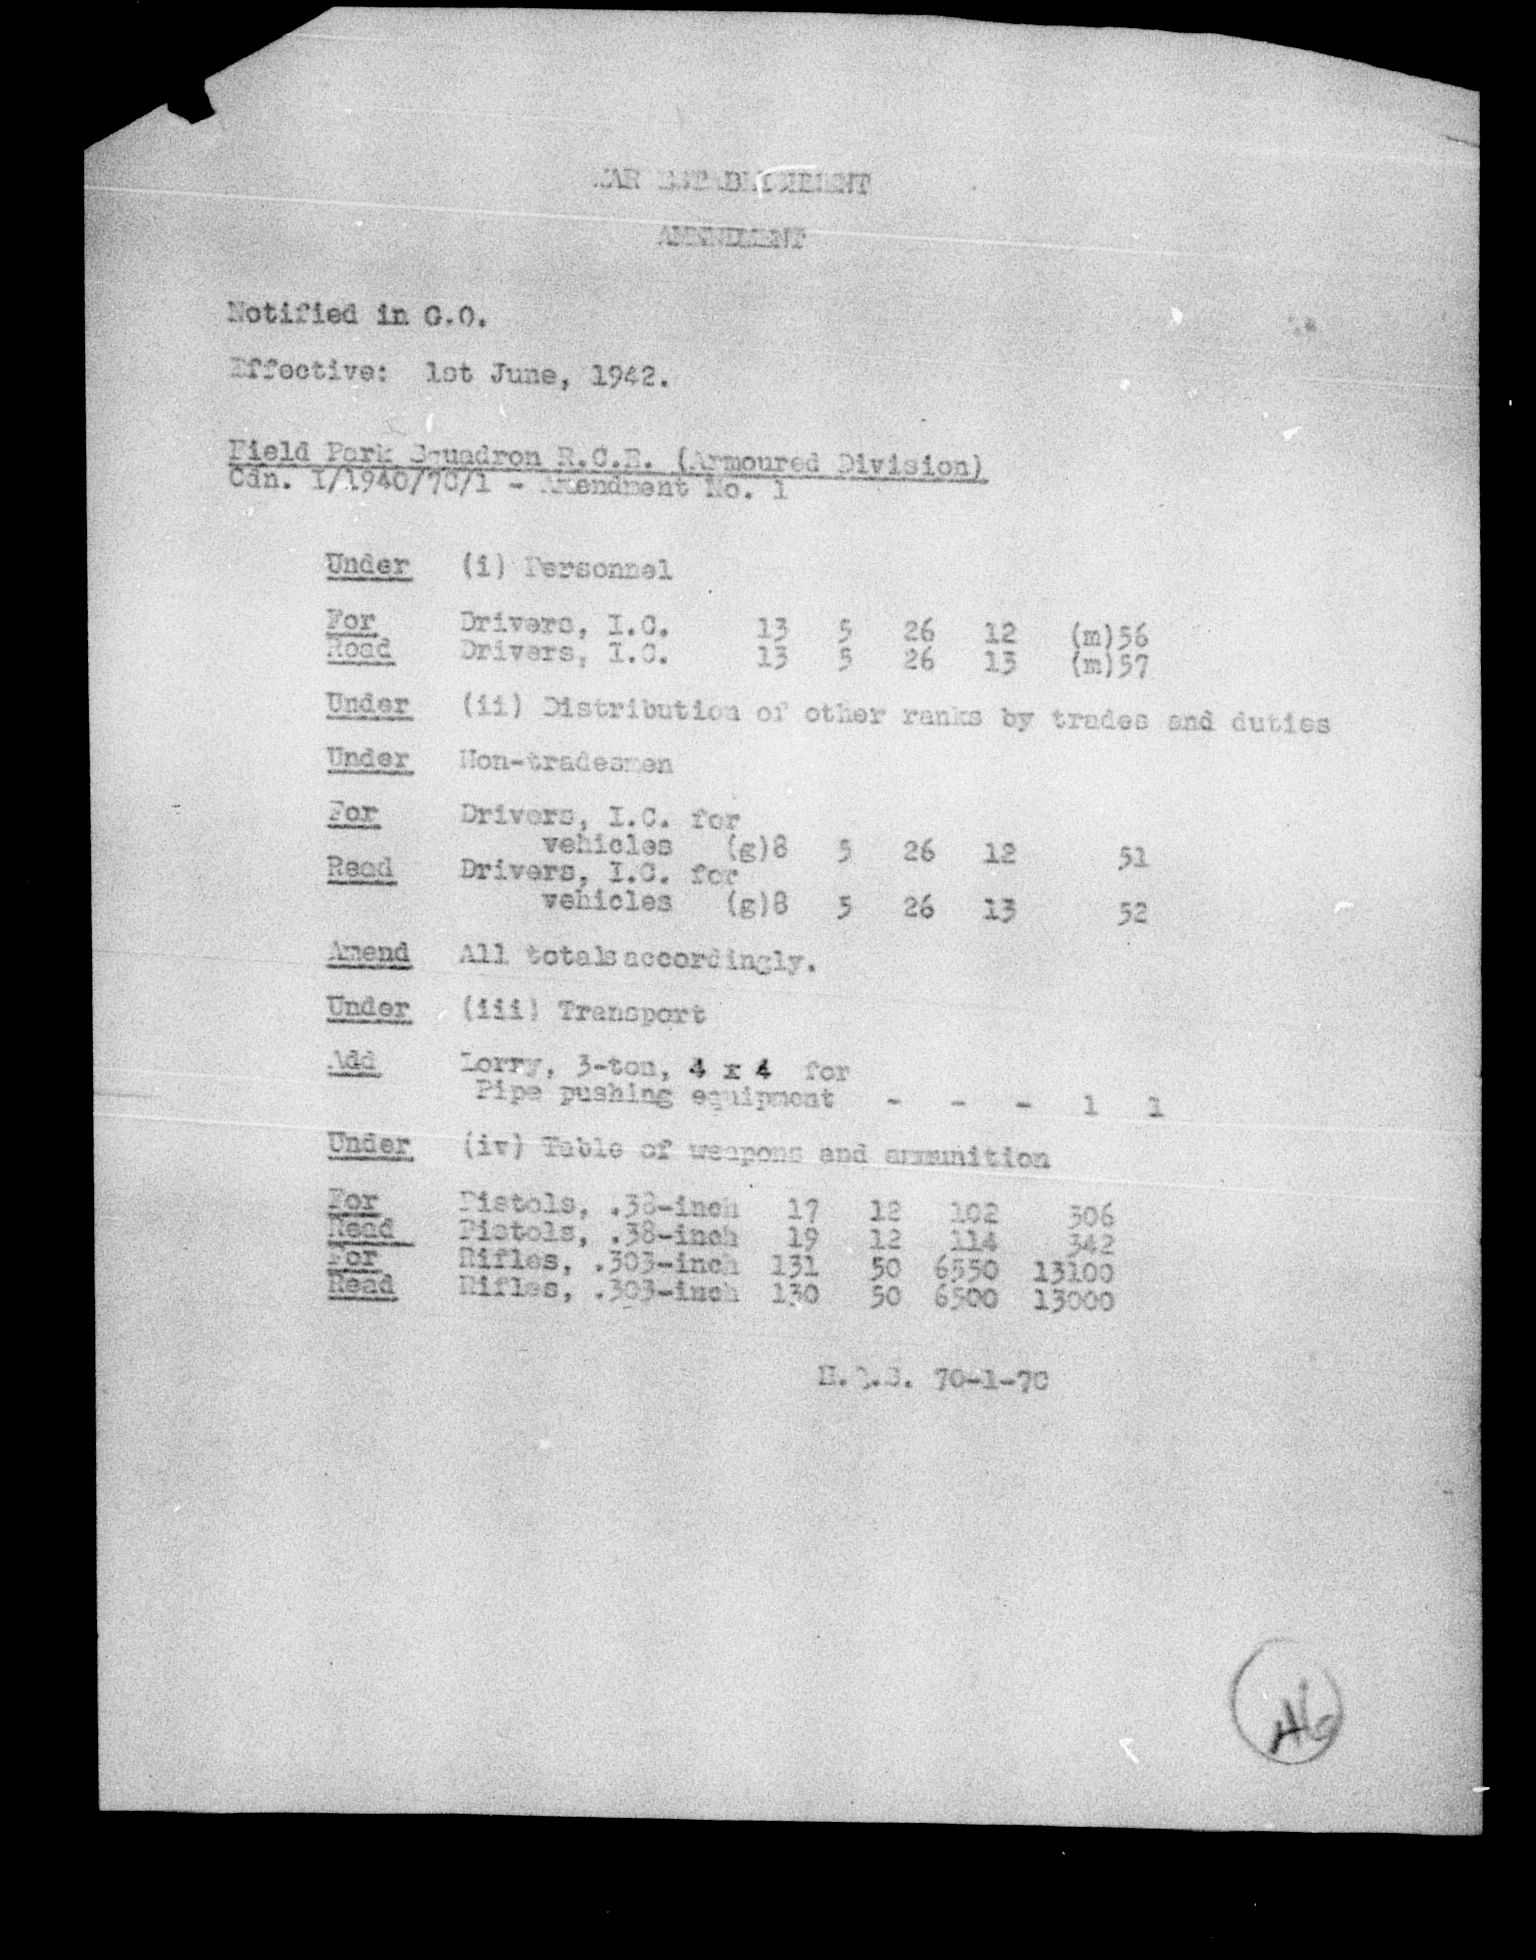 WAR ESTABLISHMENT
AMENDMENT
Notified in G.O.
Effective: 1st June, 1942.
Field Park Squadron R.C.E. (Armoured Division)
Cdn. I/1940/70/1 - Amendment No. 1
Under (i) Personnel
For Drivers, I.C. 13 5 26 12 (m)56
Read Drivers, I.C. 13 5 26 13 (m)57
Under (ii) Distribution of other ranks by trades and duties
Under Non-tradesmen
For Drivers, I.C. for
vehicles (g)8 5 26 12 51
Read Drivers, I.C. for
vehicles (g)8 5 26 13 52
Amend All totals accordingly.
Under (iii) Transport
Add Lorry, 3-ton, 4 x 4 for
Pipe pushing equipment - - - 1 1
Under (iv) Table of weapons and ammunition
For Pistols, .38-inch 17 12 102 306
Read Pistols, .38-inch 19 12 114 342
For Rifles, .303-inch 131 50 6550 13100
Read Rifles, .303-inch 130 50 6500 13000
H.Q.S. 70-1-70